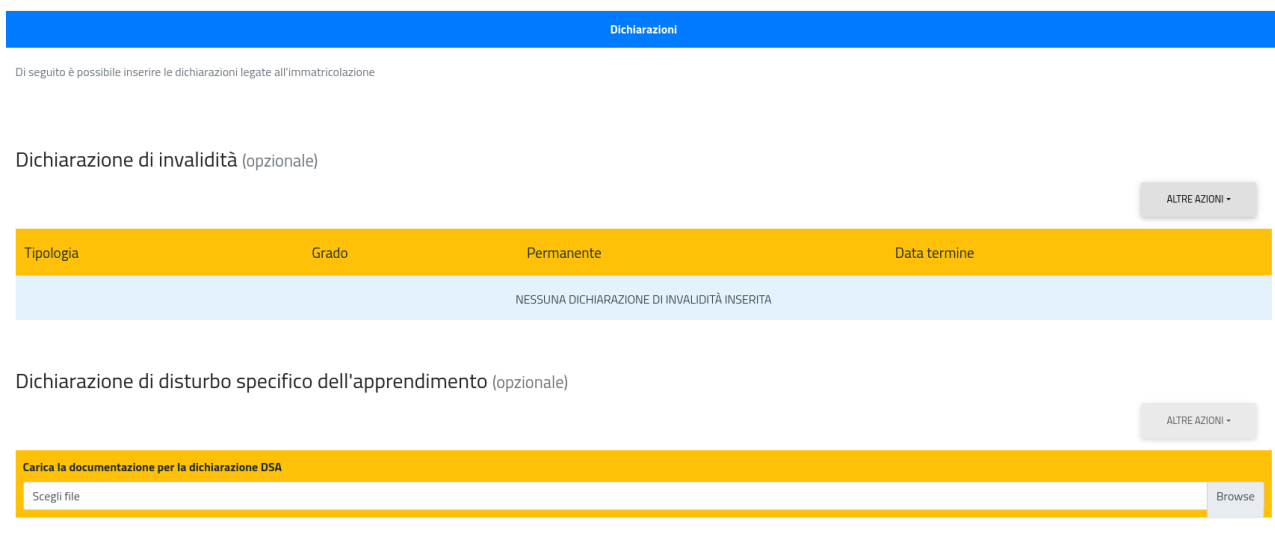 Dichiarazioni
Di seguito è possibile inserire le dichiarazioni legate all'immatricolazione
Dichiarazione di invalidità (opzionale)
ALTRE AZIONI
Tipologia Grado Permanente Data termine
NESSUNA DICHIARAZIONE DI INVALIDITÀ INSERITA
Dichiarazione di disturbo specifico dell'apprendimento (opzionale)
ALTRE AZIONI
Carica la documentazione per la dichiarazione DSA
Scegli file Browse